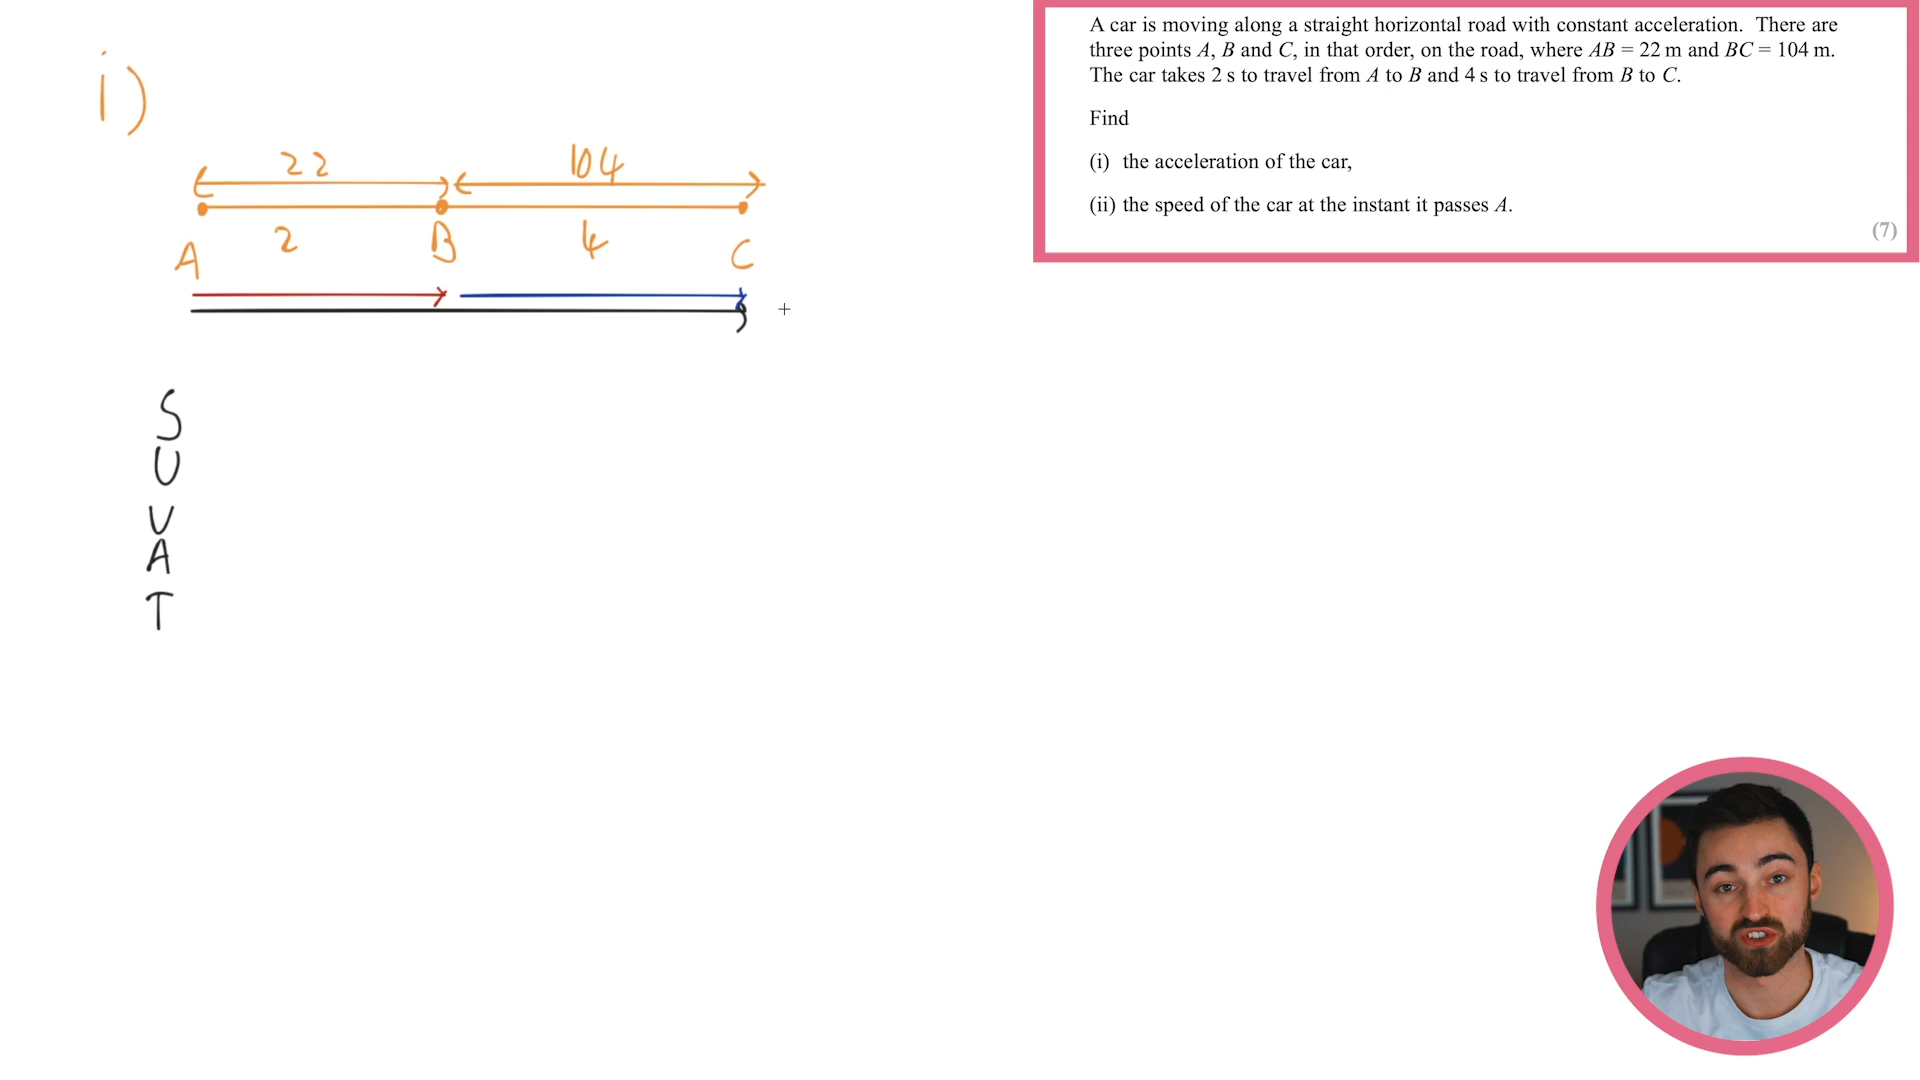 i)
22 104
2 4
A B C
S
U
V
A
T
A car is moving along a straight horizontal road with constant acceleration. There are
three points A, B and C, in that order, on the road, where AB = 22 m and BC = 104 m.
The car takes 2 s to travel from A to B and 4 s to travel from B to C.
Find
(i) the acceleration of the car,
(ii) the speed of the car at the instant it passes A.
(7)